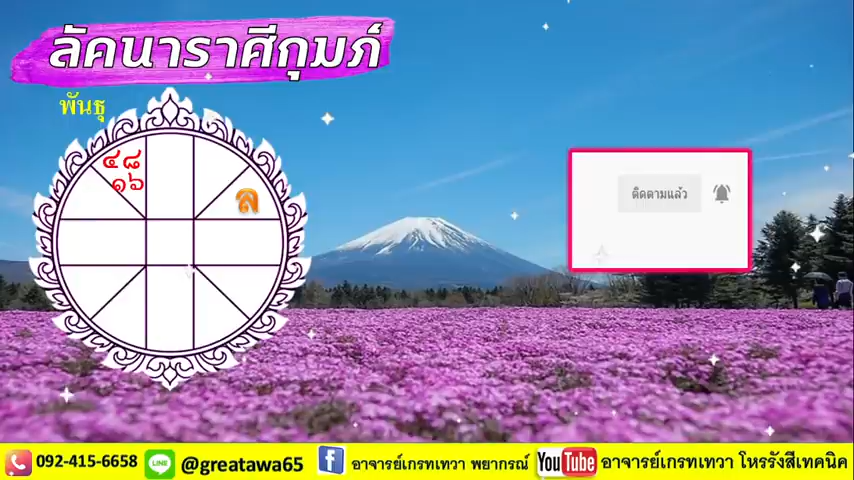 ลัคนาราศีกุมภ์
พันธุ
๔ ๘
๑๖
ล
ติดตามแล้ว
092-415-6658
LINE
@greatawa65
f
อาจารย์เกรทเทวา พยากรณ์
YouTube
อาจารย์เกรทเทวา โหรรังสีเทคนิค